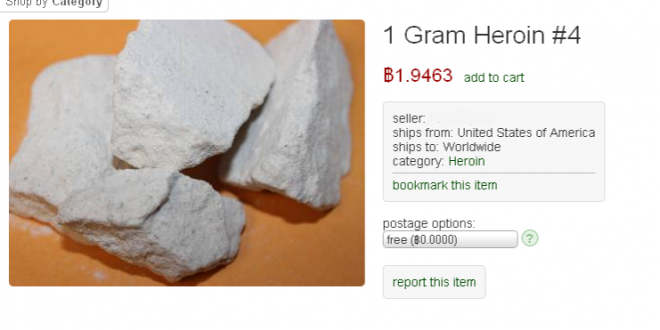 Shop by Category
1 Gram Heroin #4
฿1.9463 add to cart
seller:
ships from: United States of America
ships to: Worldwide
category: Heroin
bookmark this item
postage options:
free (฿0.0000) ?
report this item